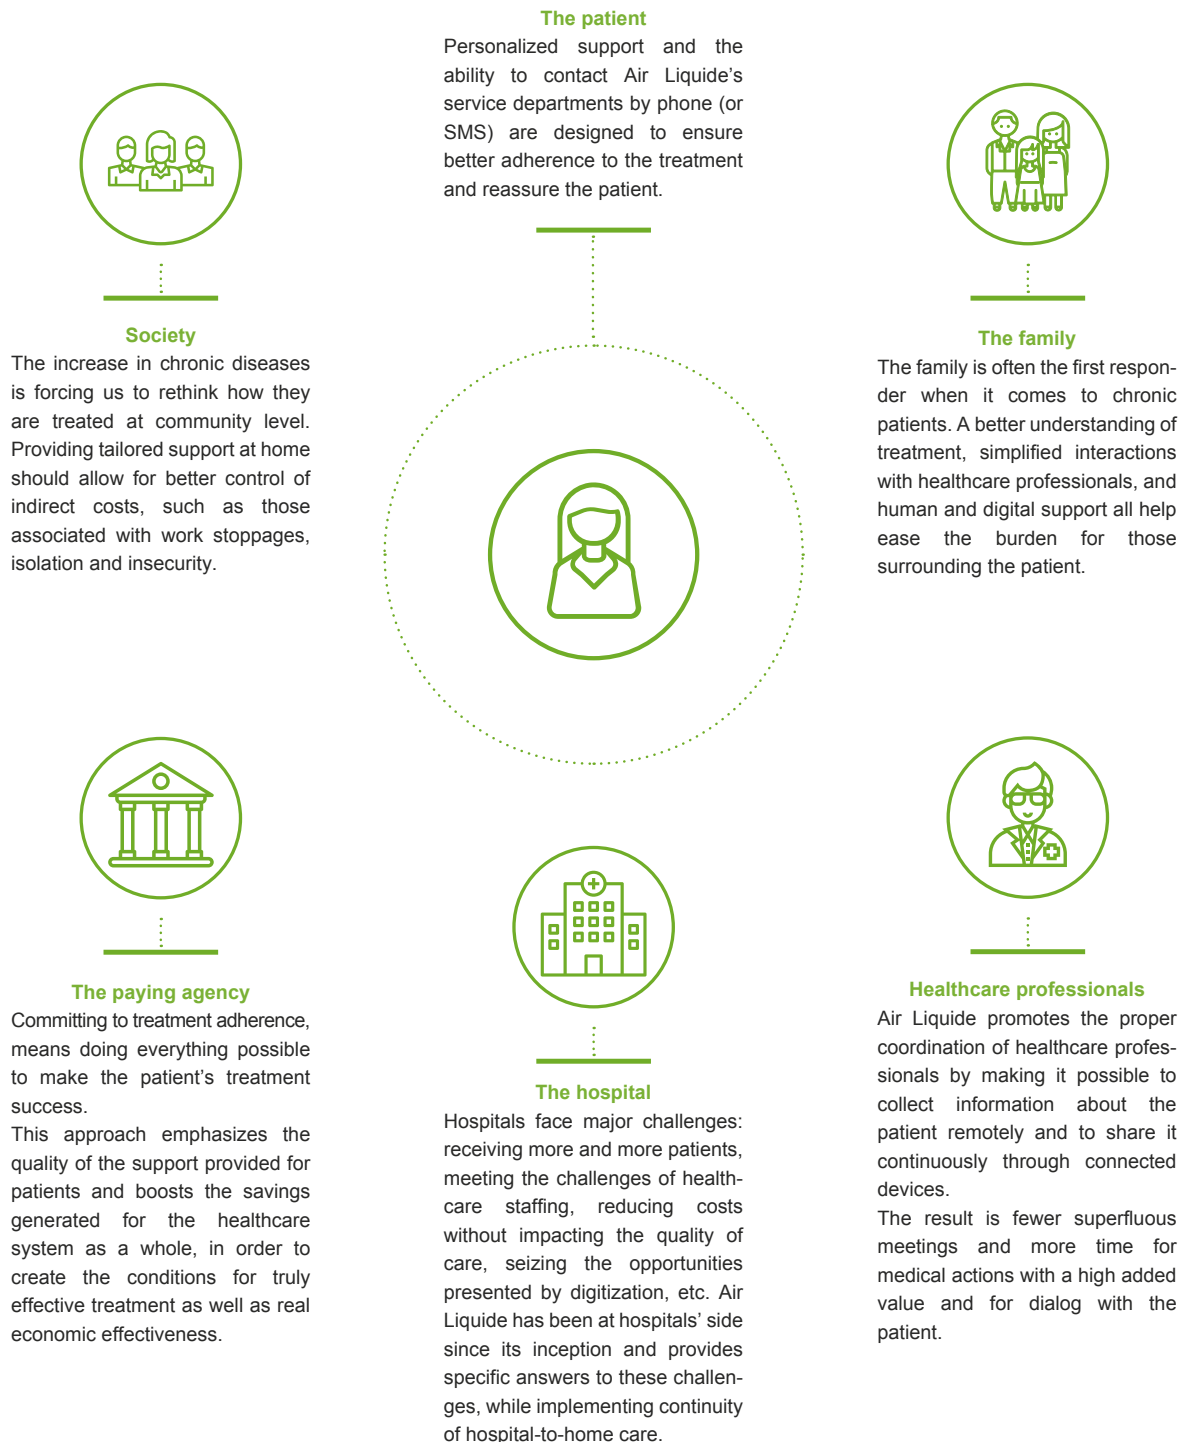 The patient
Personalized support and the
ability to contact Air Liquide’s
service departments by phone (or
SMS) are designed to ensure
better adherence to the treatment
and reassure the patient.
Society
The increase in chronic diseases
is forcing us to rethink how they
are treated at community level.
Providing tailored support at home
should allow for better control of
indirect costs, such as those
associated with work stoppages,
isolation and insecurity.
The family
The family is often the first respon-
der when it comes to chronic
patients. A better understanding of
treatment, simplified interactions
with healthcare professionals, and
human and digital support all help
ease the burden for those
surrounding the patient.
The paying agency
Committing to treatment adherence,
means doing everything possible
to make the patient’s treatment
success.
This approach emphasizes the
quality of the support provided for
patients and boosts the savings
generated for the healthcare
system as a whole, in order to
create the conditions for truly
effective treatment as well as real
economic effectiveness.
The hospital
Hospitals face major challenges:
receiving more and more patients,
meeting the challenges of health-
care staffing, reducing costs
without impacting the quality of
care, seizing the opportunities
presented by digitization, etc. Air
Liquide has been at hospitals’ side
since its inception and provides
specific answers to these challen-
ges, while implementing continuity
of hospital-to-home care.
Healthcare professionals
Air Liquide promotes the proper
coordination of healthcare profes-
sionals by making it possible to
collect information about the
patient remotely and to share it
continuously through connected
devices.
The result is fewer superfluous
meetings and more time for
medical actions with a high added
value and for dialog with the
patient.